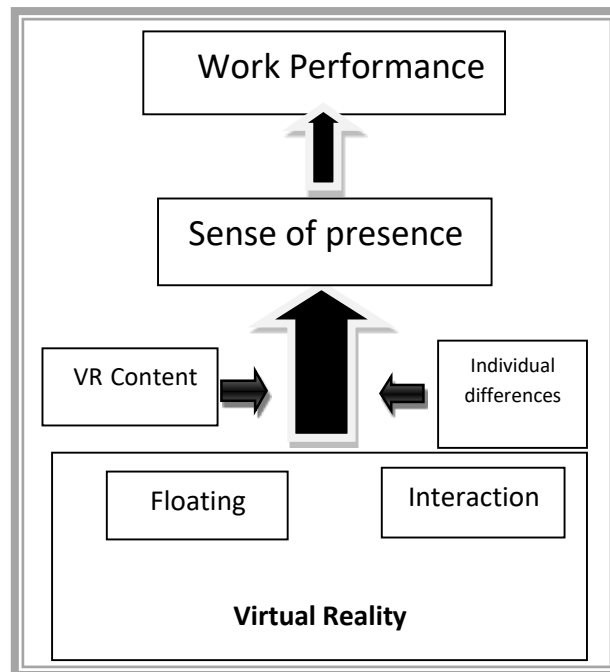 Work Performance
Sense of presence
VR Content
Individual
differences
Floating
Interaction
Virtual Reality